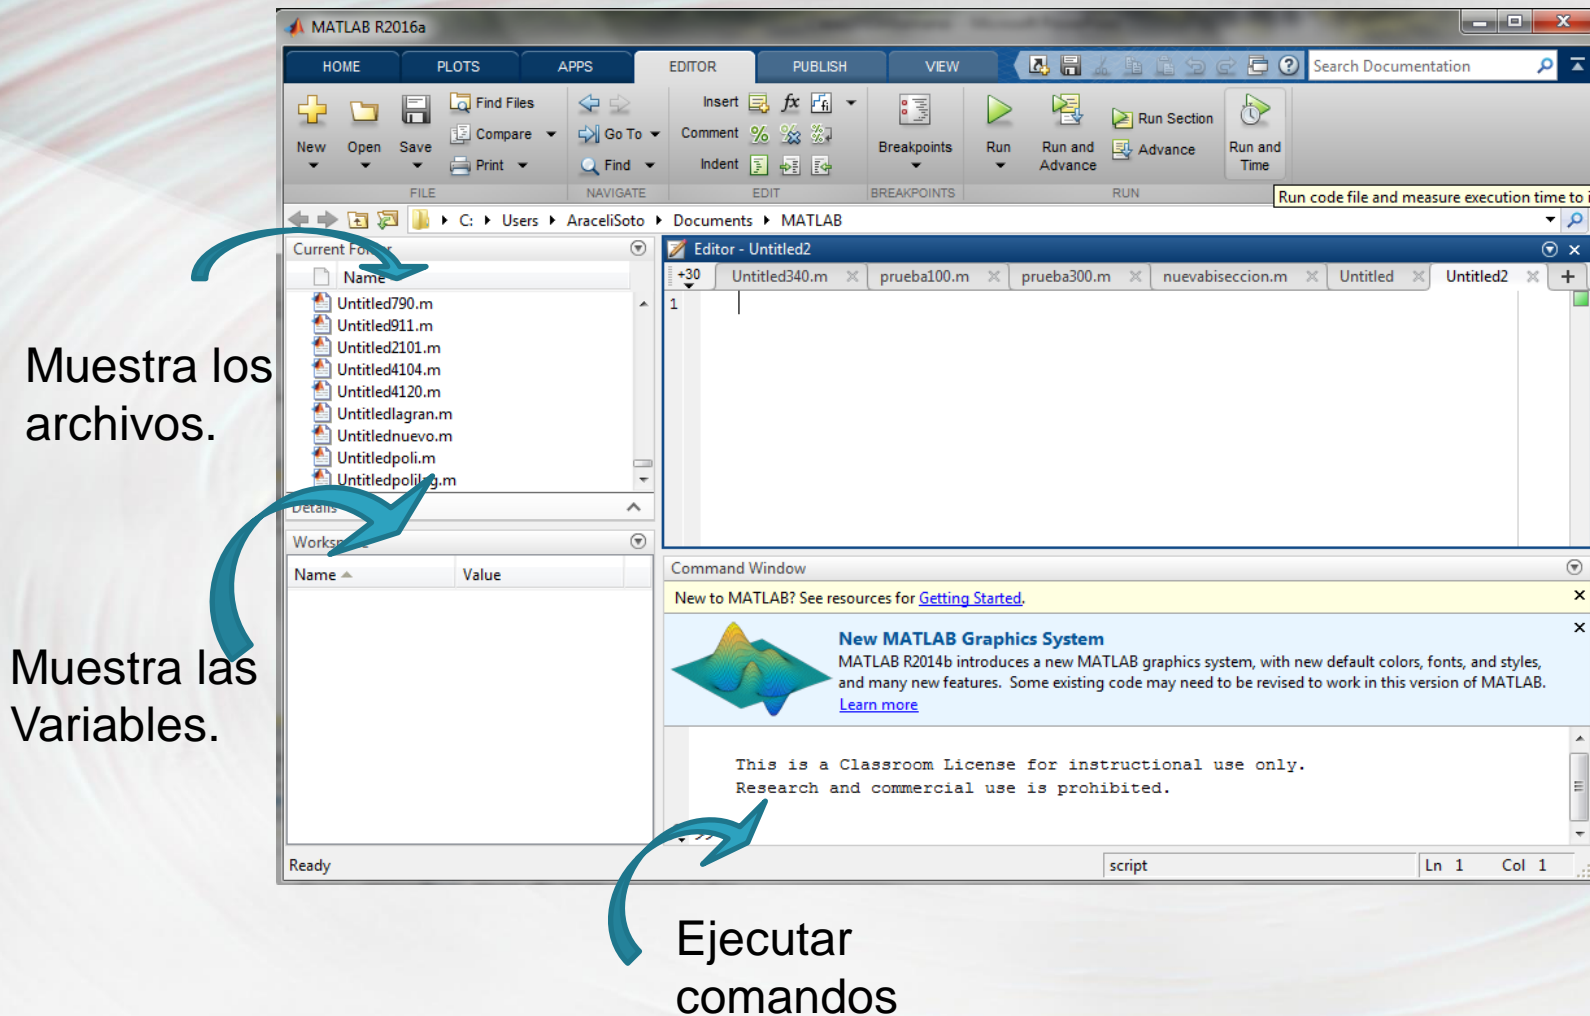 MATLAB R2016a
HOME PLOTS APPS EDITOR PUBLISH VIEW Search Documentation
New Open Save Find Files Compare Print
FILE
Go To Find
NAVIGATE
Insert fx
Comment
Indent
EDIT
Breakpoints
BREAKPOINTS
Run Run and Advance Run Section Advance Run and Time
RUN
Run code file and measure execution time to i
C: Users AraceliSoto Documents MATLAB
Current
Name
Untitled790.m
Untitled911.m
Untitled2101.m
Untitled4104.m
Untitled4120.m
Untitledlagran.m
Untitlednuevo.m
Untitledpoli.m
Untitledpolilag.m
Details
Name Value
Editor - Untitled2
+30 Untitled340.m prueba100.m prueba300.m nuevabiseccion.m Untitled Untitled2 +
1
Command Window
New to MATLAB? See resources for Getting Started.
New MATLAB Graphics System
MATLAB R2014b introduces a new MATLAB graphics system, with new default colors, fonts, and styles,
and many new features. Some existing code may need to be revised to work in this version of MATLAB.
Learn more
This is a Classroom License for instructional use only.
Research and commercial use is prohibited.
Ready script Ln 1 Col 1
Muestra los
archivos.
Muestra las
Variables.
Ejecutar
comandos